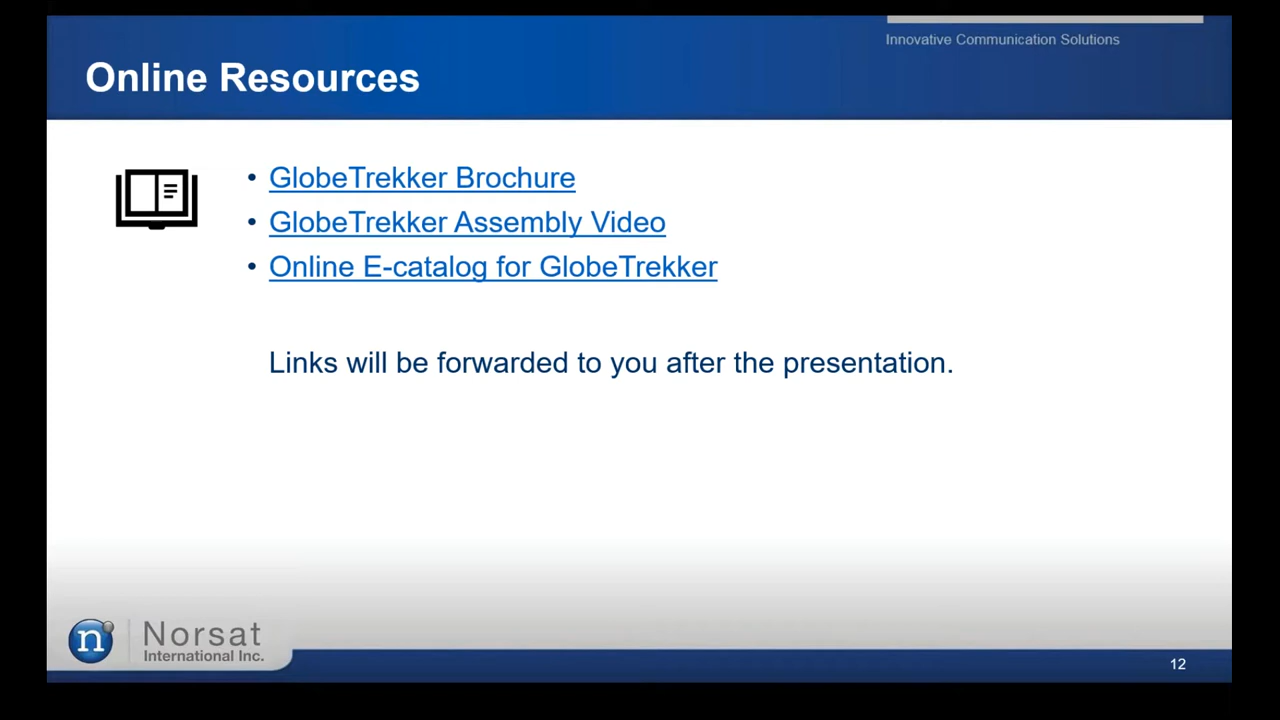 Innovative Communication Solutions
Online Resources
• GlobeTrekker Brochure
• GlobeTrekker Assembly Video
• Online E-catalog for GlobeTrekker
Links will be forwarded to you after the presentation.
n
Norsat
International Inc.
12